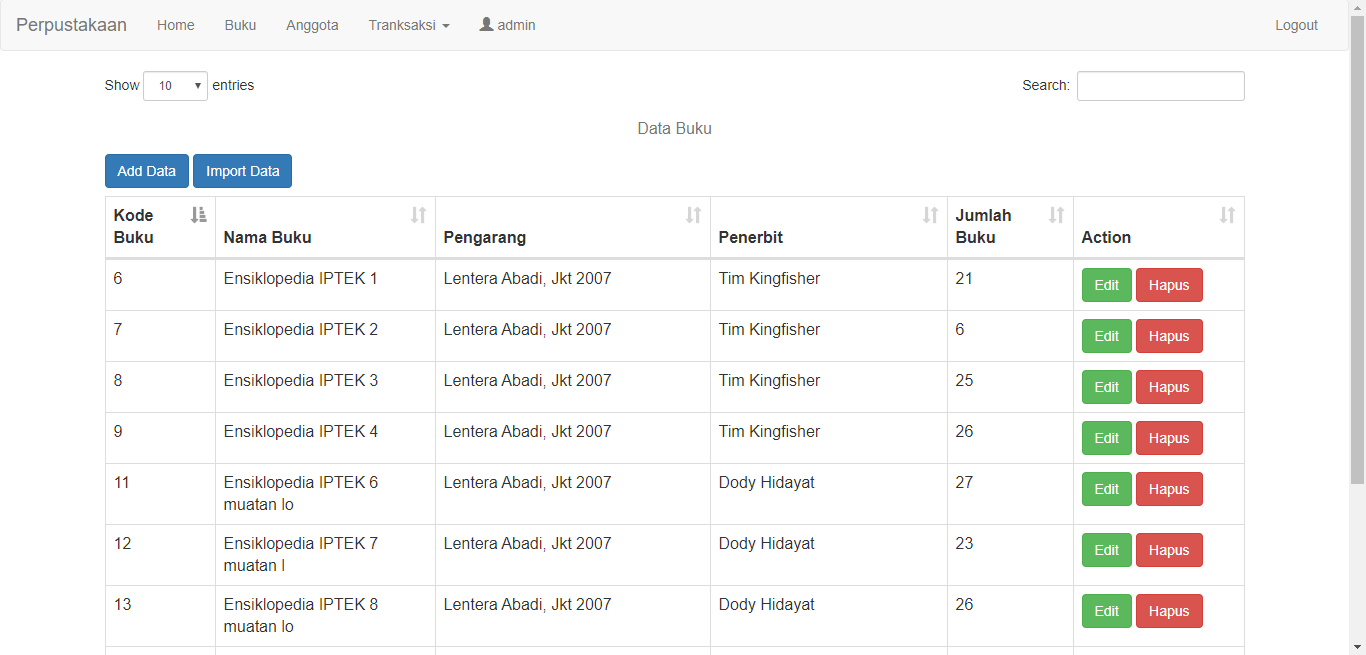 Perpustakaan Home Buku Anggota Tranksaksi admin Logout
Show 10 entries Search:
Data Buku
Add Data Import Data
Kode Buku Nama Buku Pengarang Penerbit Jumlah Buku Action
6 Ensiklopedia IPTEK 1 Lentera Abadi, Jkt 2007 Tim Kingfisher 21 Edit Hapus
7 Ensiklopedia IPTEK 2 Lentera Abadi, Jkt 2007 Tim Kingfisher 6 Edit Hapus
8 Ensiklopedia IPTEK 3 Lentera Abadi, Jkt 2007 Tim Kingfisher 25 Edit Hapus
9 Ensiklopedia IPTEK 4 Lentera Abadi, Jkt 2007 Tim Kingfisher 26 Edit Hapus
11 Ensiklopedia IPTEK 6 muatan lo Lentera Abadi, Jkt 2007 Dody Hidayat 27 Edit Hapus
12 Ensiklopedia IPTEK 7 muatan l Lentera Abadi, Jkt 2007 Dody Hidayat 23 Edit Hapus
13 Ensiklopedia IPTEK 8 muatan lo Lentera Abadi, Jkt 2007 Dody Hidayat 26 Edit Hapus